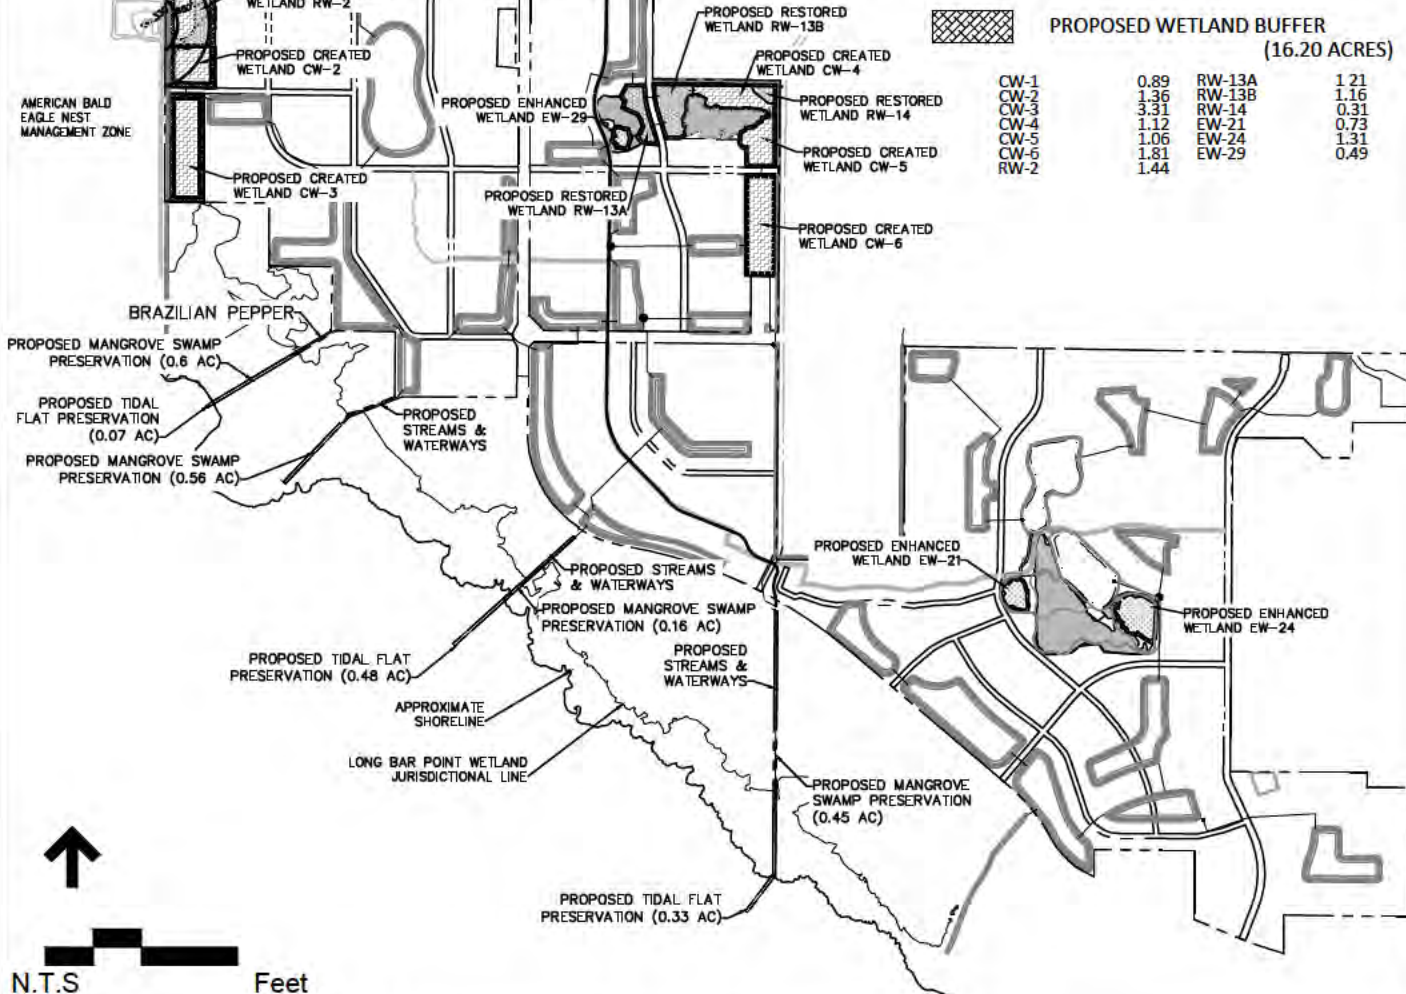 WETLAND RW-2
PROPOSED CREATED
WETLAND CW-2
AMERICAN BALD
EAGLE NEST
MANAGEMENT ZONE
PROPOSED CREATED
WETLAND CW-3
PROPOSED RESTORED
WETLAND RW-13B
PROPOSED CREATED
WETLAND CW-4
PROPOSED ENHANCED
WETLAND EW-29
PROPOSED RESTORED
WETLAND RW-14
PROPOSED CREATED
WETLAND CW-5
PROPOSED RESTORED
WETLAND RW-13A
PROPOSED CREATED
WETLAND CW-6
PROPOSED WETLAND BUFFER
(16.20 ACRES)
CW-1 0.89 RW-13A 1.21
CW-2 1.36 RW-13B 1.16
CW-3 3.31 RW-14 0.31
CW-4 1.12 EW-21 0.73
CW-5 1.06 EW-24 1.31
CW-6 1.81 EW-29 0.49
RW-2 1.44
BRAZILIAN PEPPER
PROPOSED MANGROVE SWAMP
PRESERVATION (0.6 AC)
PROPOSED TIDAL
FLAT PRESERVATION
(0.07 AC)
PROPOSED
STREAMS &
WATERWAYS
PROPOSED MANGROVE SWAMP
PRESERVATION (0.56 AC)
PROPOSED ENHANCED
WETLAND EW-21
PROPOSED STREAMS
& WATERWAYS
PROPOSED MANGROVE SWAMP
PRESERVATION (0.16 AC)
PROPOSED ENHANCED
WETLAND EW-24
PROPOSED TIDAL FLAT
PRESERVATION (0.48 AC)
PROPOSED
STREAMS &
WATERWAYS
APPROXIMATE
SHORELINE
LONG BAR POINT WETLAND
JURISDICTIONAL LINE
PROPOSED MANGROVE
SWAMP PRESERVATION
(0.45 AC)
PROPOSED TIDAL FLAT
PRESERVATION (0.33 AC)
N.T.S Feet